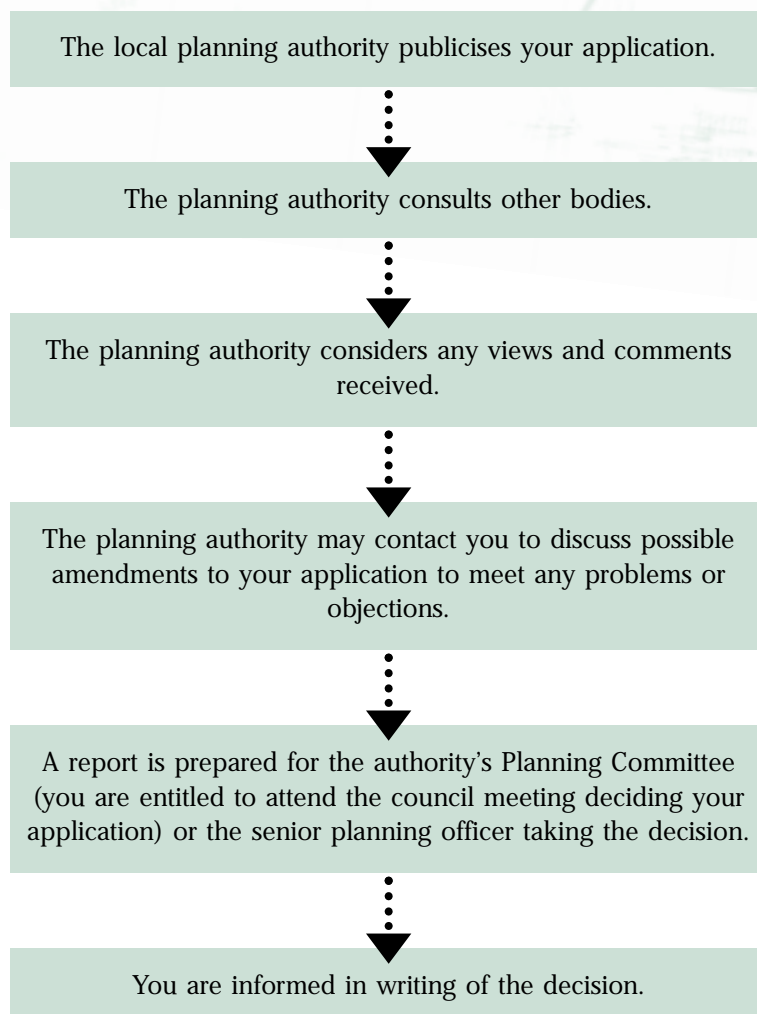 The local planning authority publicises your application.
The planning authority consults other bodies.
The planning authority considers any views and comments
received.
The planning authority may contact you to discuss possible
amendments to your application to meet any problems or
objections.
A report is prepared for the authority’s Planning Committee
(you are entitled to attend the council meeting deciding your
application) or the senior planning officer taking the decision.
You are informed in writing of the decision.